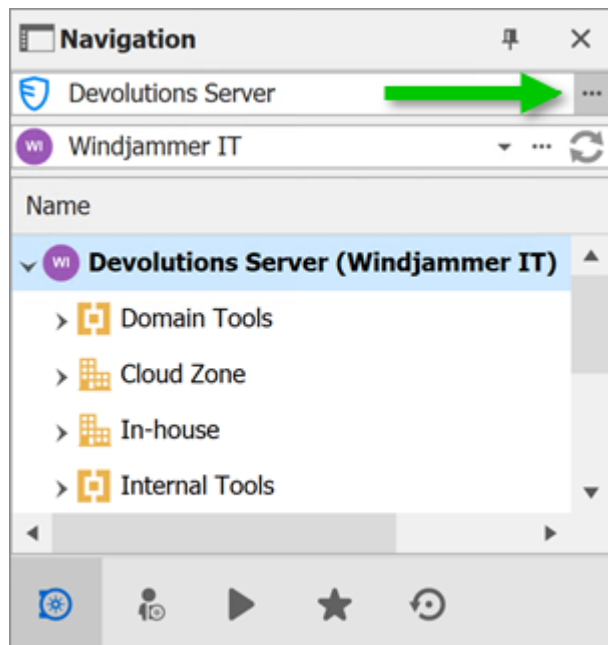 Navigation
Devolutions Server
WI Windjammer IT
Name
WI Devolutions Server (Windjammer IT)
Domain Tools
Cloud Zone
In-house
Internal Tools